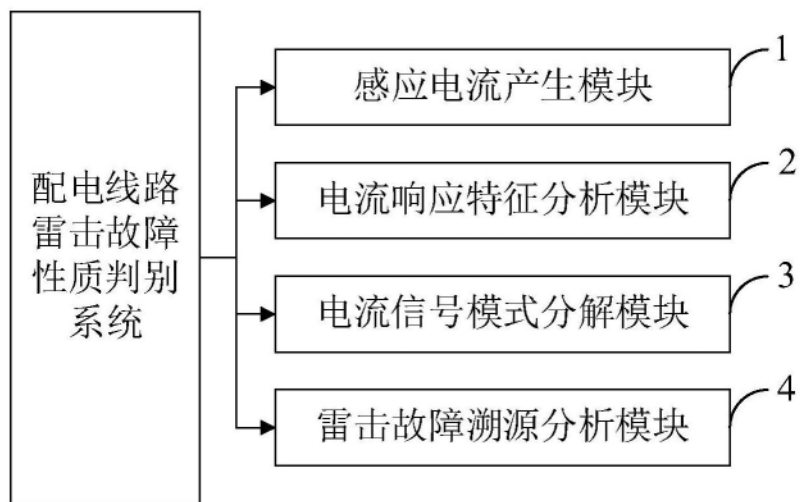 配电线路
雷击故障
性质判别
系统
感应电流产生模块
1
电流响应特征分析模块
2
电流信号模式分解模块
3
雷击故障溯源分析模块
4